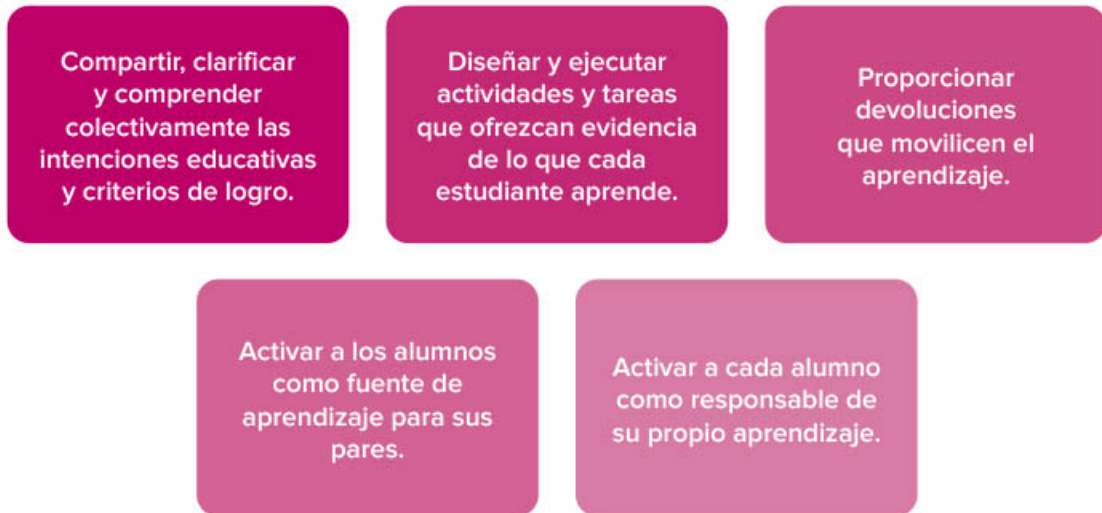 Compartir, clarificar
y comprender
colectivamente las
intenciones educativas
y criterios de logro.
Diseñar y ejecutar
actividades y tareas
que ofrezcan evidencia
de lo que cada
estudiante aprende.
Proporcionar
devoluciones
que movilicen el
aprendizaje.
Activar a los alumnos
como fuente de
aprendizaje para sus
pares.
Activar a cada alumno
como responsable de
su propio aprendizaje.